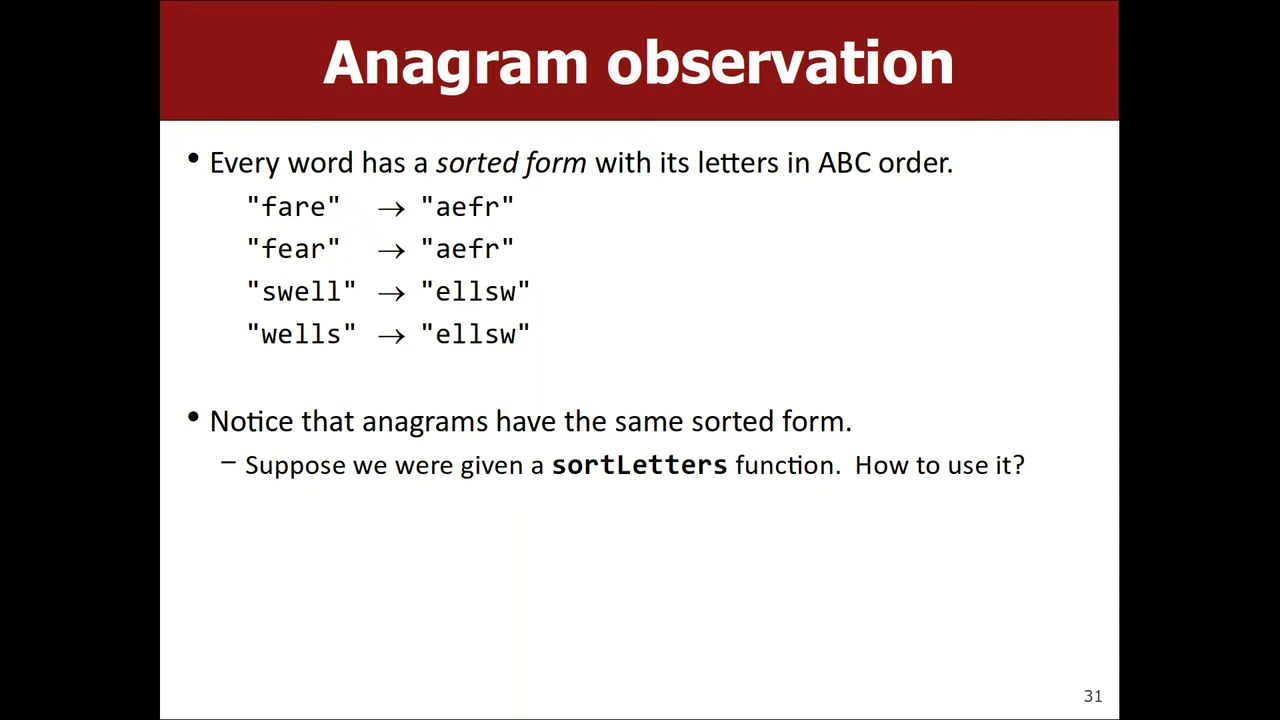 Anagram observation
• Every word has a sorted form with its letters in ABC order.
"fare" → "aefr"
"fear" → "aefr"
"swell" → "ellsw"
"wells" → "ellsw"
• Notice that anagrams have the same sorted form.
– Suppose we were given a sortLetters function. How to use it?
31